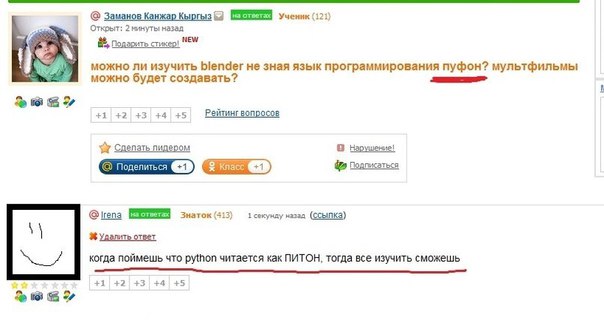 Заманов Канжар Кыргыз на ответах Ученик (121)
Открыт: 2 минуты назад
Подарить стикер! NEW
можно ли изучить blender не зная язык программирования пуфон? мультфильмы
можно будет создавать?
+1 +2 +3 +4 +5 Рейтинг вопросов
Сделать лидером Нарушение!
Поделиться +1 Класс +1 Подписаться
Irena на ответах Знаток (413) 1 секунду назад (ссылка)
Удалить ответ
когда поймешь что python читается как ПИТОН, тогда все изучить сможешь
+1 +2 +3 +4 +5